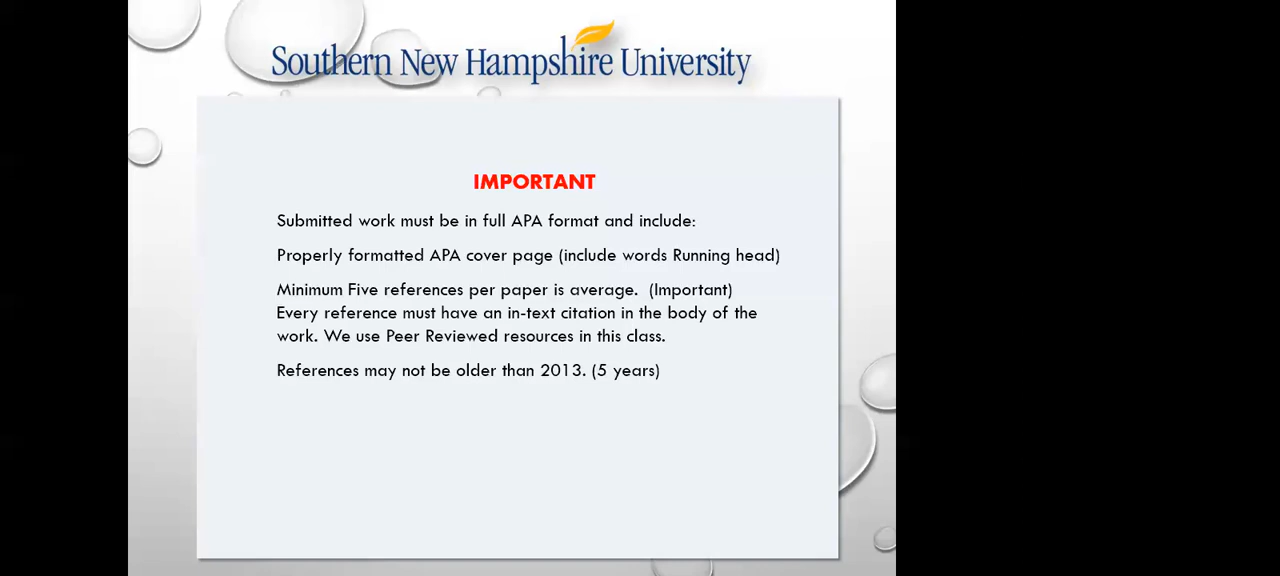 Southern New Hampshire University
IMPORTANT
Submitted work must be in full APA format and include:
Properly formatted APA cover page (include words Running head)
Minimum Five references per paper is average.  (Important)
Every reference must have an in-text citation in the body of the
work. We use Peer Reviewed resources in this class.
References may not be older than 2013. (5 years)